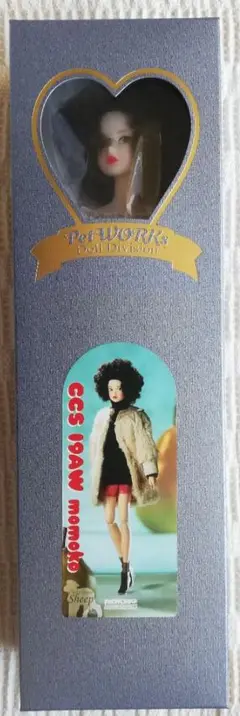 PetWORKs
Doll Division
CCS 19AW momoko
Sheep